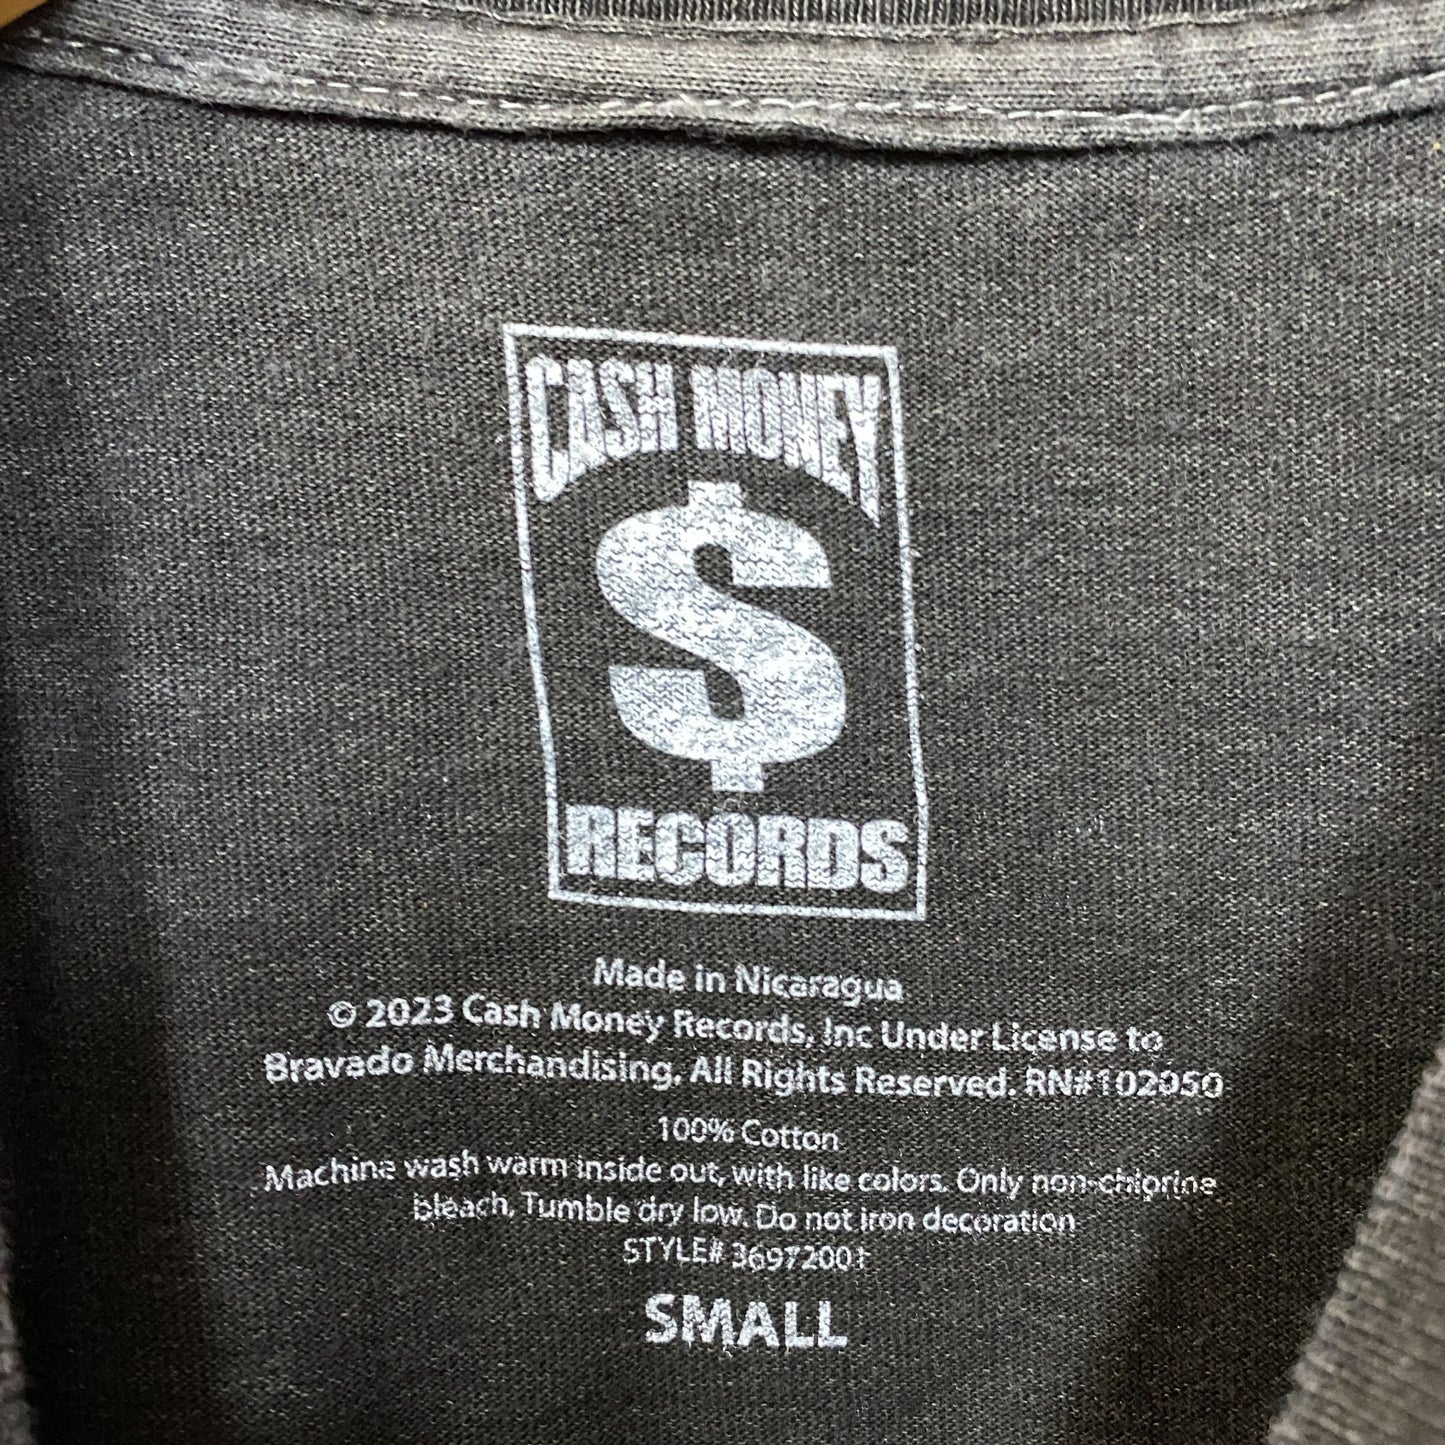 CASH MONEY
$
RECORDS
Made in Nicaragua
© 2023 Cash Money Records, Inc Under License to
Bravado Merchandising. All Rights Reserved. RN#102050
100% Cotton
Machine wash warm inside out, with like colors. Only non-chlorine
bleach, Tumble dry low. Do not iron decoration
STYLE# 36972001
SMALL